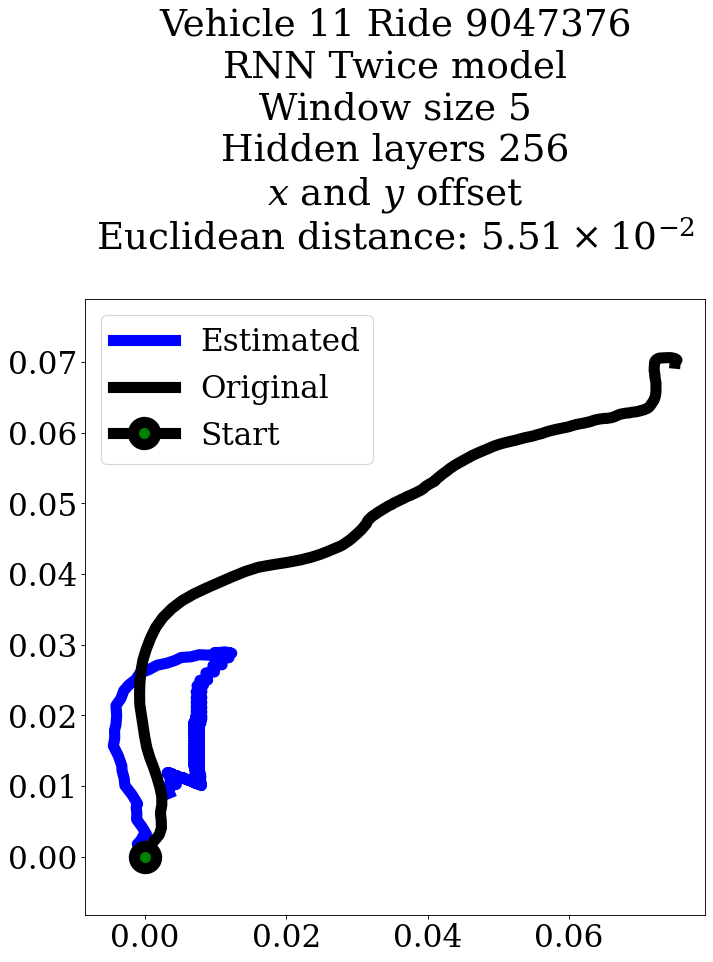 Vehicle 11 Ride 9047376
RNN Twice model
Window size 5
Hidden layers 256
x and y offset
Euclidean distance: 5.51 × 10⁻²
Estimated
Original
Start
0.07
0.06
0.05
0.04
0.03
0.02
0.01
0.00
0.00 0.02 0.04 0.06